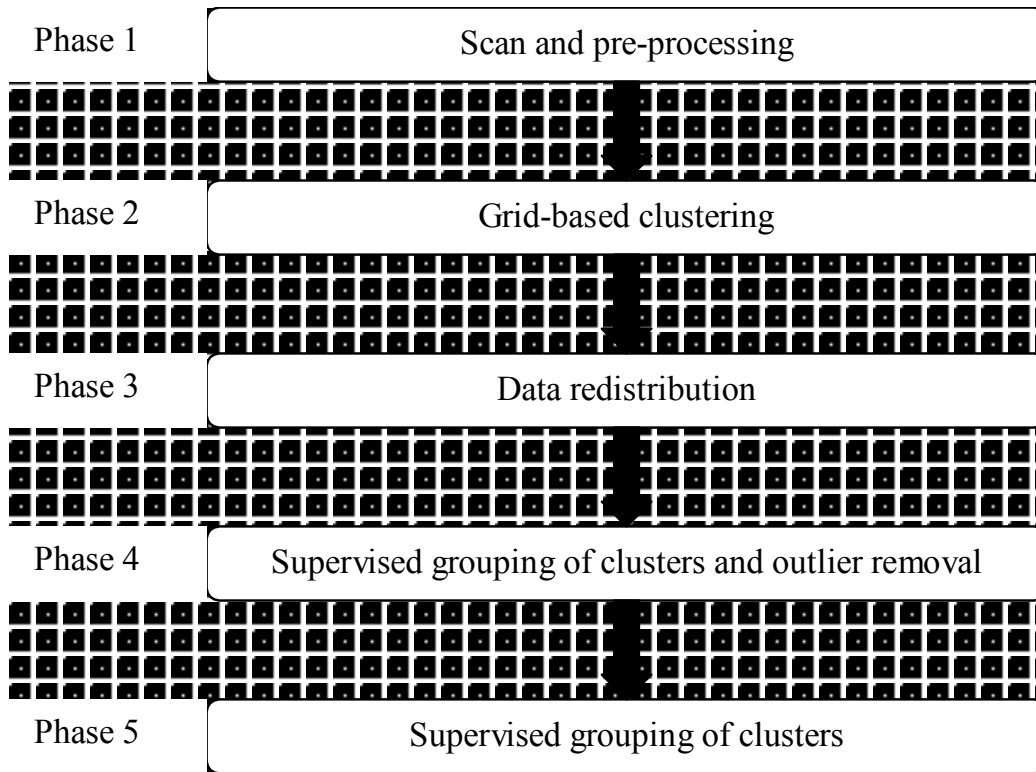 Phase 1 Scan and pre-processing
Phase 2 Grid-based clustering
Phase 3 Data redistribution
Phase 4 Supervised grouping of clusters and outlier removal
Phase 5 Supervised grouping of clusters